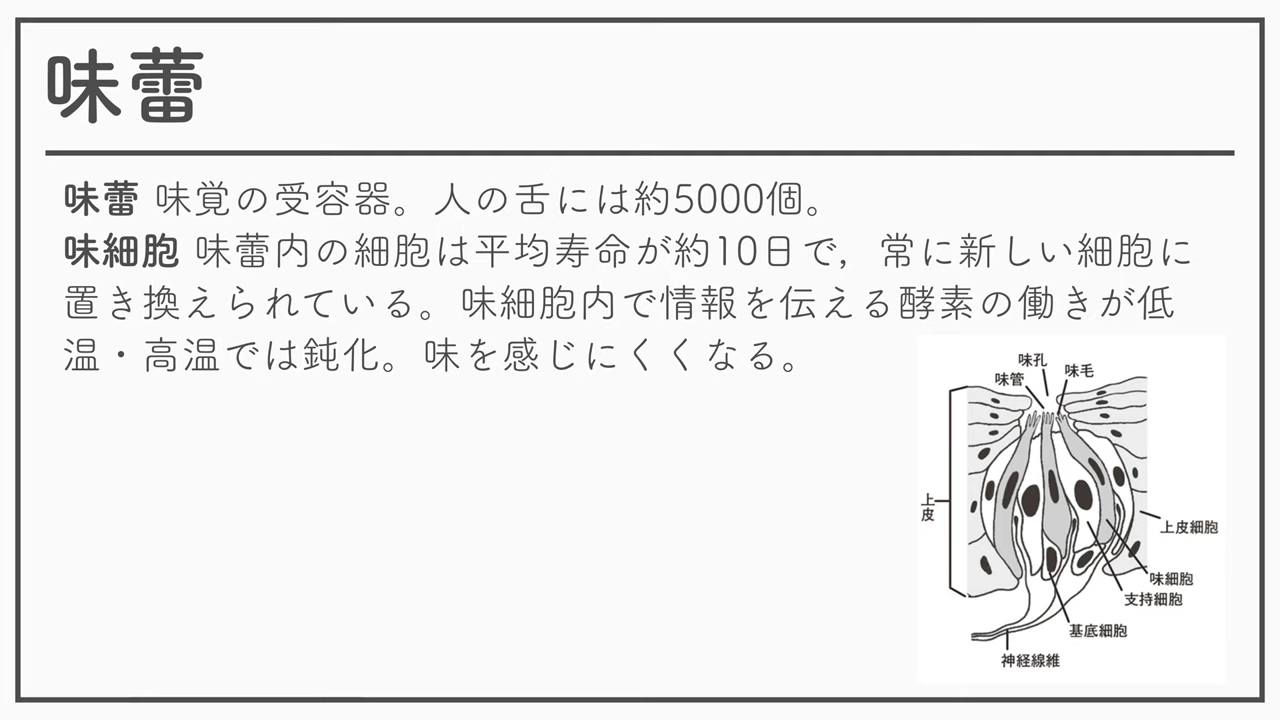 味蕾
味蕾 味覚の受容器。人の舌には約5000個。
味細胞 味蕾内の細胞は平均寿命が約10日で，常に新しい細胞に
置き換えられている。味細胞内で情報を伝える酵素の働きが低
温・高温では鈍化。味を感じにくくなる。
味孔
味管
味毛
上皮
上皮細胞
味細胞
支持細胞
基底細胞
神経線維